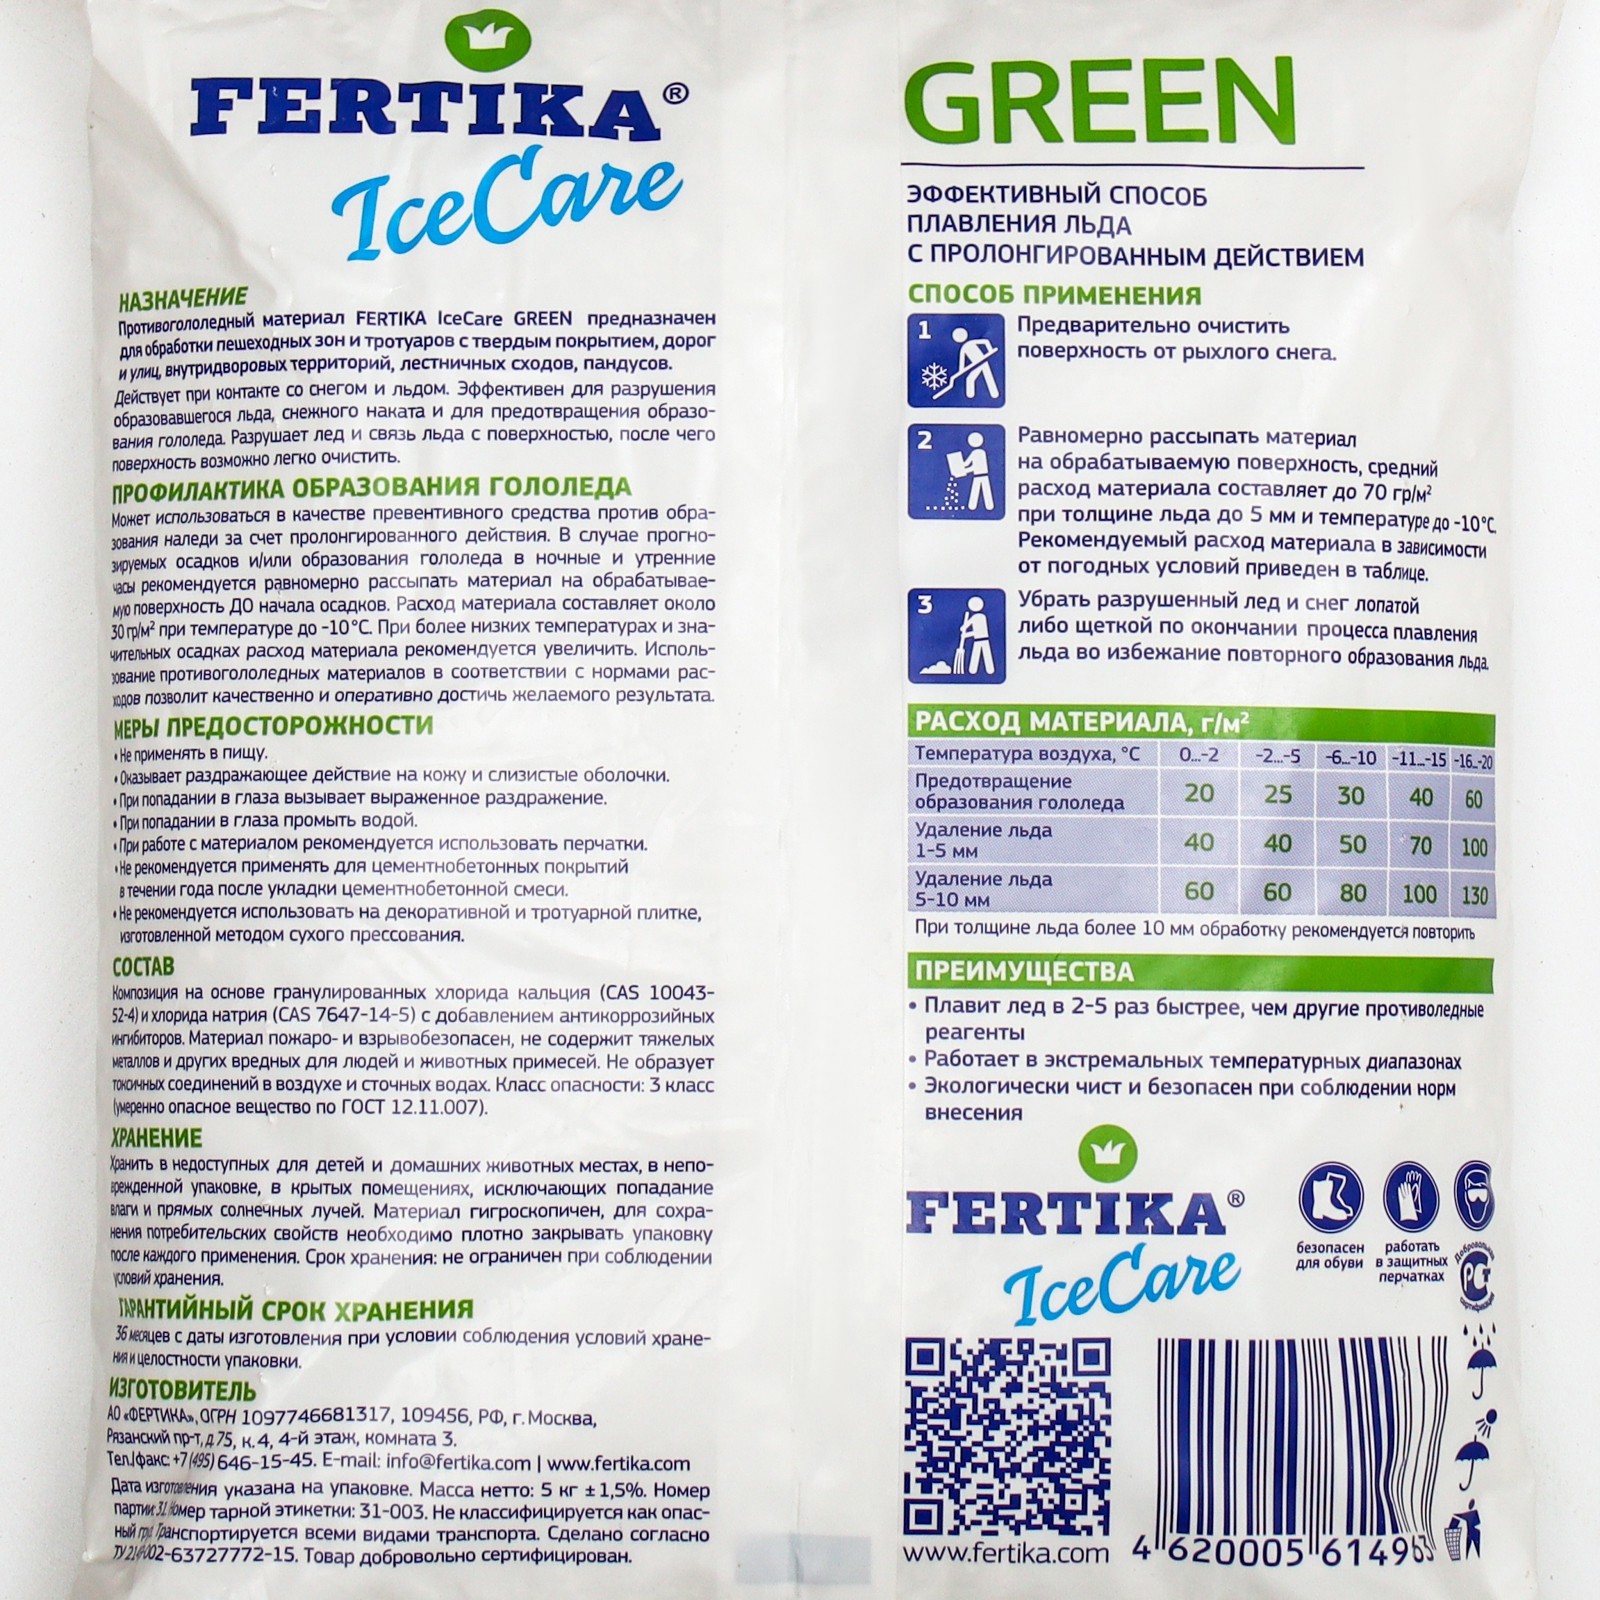 FERTIKA®
IceCare
НАЗНАЧЕНИЕ
Противогололедный материал FERTIKA IceCare GREEN предназначен
для обработки пешеходных зон и тротуаров с твердым покрытием, дорог
и улиц, внутридворовых территорий, лестничных сходов, пандусов.
Действует при контакте со снегом и льдом. Эффективен для разрушения
образовавшегося льда, снежного наката и для предотвращения образо-
вания гололеда. Разрушает лед и связь льда с поверхностью, после чего
поверхность возможно легко очистить.
ПРОФИЛАКТИКА ОБРАЗОВАНИЯ ГОЛОЛЕДА
Может использоваться в качестве превентивного средства против обра-
зования наледи за счет пролонгированного действия. В случае прогно-
зируемых осадков и/или образования гололеда в ночные и утренние
часы рекомендуется равномерно рассыпать материал на обрабатывае-
мую поверхность ДО начала осадков. Расход материала составляет около
30 гр/м² при температуре до -10°С. При более низких температурах и зна-
чительных осадках расход материала рекомендуется увеличить. Исполь-
зование противогололедных материалов в соответствии с нормами рас-
ходов позволит качественно и оперативно достичь желаемого результата.
МЕРЫ ПРЕДОСТОРОЖНОСТИ
• Не применять в пищу.
• Оказывает раздражающее действие на кожу и слизистые оболочки.
• При попадании в глаза вызывает выраженное раздражение.
• При попадании в глаза промыть водой.
• При работе с материалом рекомендуется использовать перчатки.
• Не рекомендуется применять для цементнобетонных покрытий
в течении года после укладки цементнобетонной смеси.
• Не рекомендуется использовать на декоративной и тротуарной плитке,
изготовленной методом сухого прессования.
СОСТАВ
Композиция на основе гранулированных хлорида кальция (CAS 10043-
52-4) и хлорида натрия (CAS 7647-14-5) с добавлением антикоррозийных
ингибиторов. Материал пожаро- и взрывобезопасен, не содержит тяжелых
металлов и других вредных для людей и животных примесей. Не образует
токсичных соединений в воздухе и сточных водах. Класс опасности: 3 класс
(умеренно опасное вещество по ГОСТ 12.11.007).
ХРАНЕНИЕ
Хранить в недоступных для детей и домашних животных местах, в непо-
врежденной упаковке, в крытых помещениях, исключающих попадание
влаги и прямых солнечных лучей. Материал гигроскопичен, для сохра-
нения потребительских свойств необходимо плотно закрывать упаковку
после каждого применения. Срок хранения: не ограничен при соблюдении
условий хранения.
ГАРАНТИЙНЫЙ СРОК ХРАНЕНИЯ
36 месяцев с даты изготовления при условии соблюдения условий хране-
ния и целостности упаковки.
ИЗГОТОВИТЕЛЬ
АО «ФЕРТИКА», ОГРН 1097746681317, 109456, РФ, г. Москва,
Рязанский пр-т, д.75, к. 4, 4-й этаж, комната 3.
Тел./факс: +7 (495) 646-15-45. E-mail: info@fertika.com | www.fertika.com
Дата изготовления указана на упаковке. Масса нетто: 5 кг ±1,5%. Номер
партии: Номер тарной этикетки: 31-003. Не классифицируется как опас-
ный груз. Транспортируется всеми видами транспорта. Сделано согласно
ТУ -63727772-15. Товар добровольно сертифицирован.
GREEN
ЭФФЕКТИВНЫЙ СПОСОБ
ПЛАВЛЕНИЯ ЛЬДА
С ПРОЛОНГИРОВАННЫМ ДЕЙСТВИЕМ
СПОСОБ ПРИМЕНЕНИЯ
1
Предварительно очистить
поверхность от рыхлого снега.
2
Равномерно рассыпать материал
на обрабатываемую поверхность, средний
расход материала составляет до 70 гр/м²
при толщине льда до 5 мм и температуре до -10°С.
Рекомендуемый расход материала в зависимости
от погодных условий приведен в таблице.
3
Убрать разрушенный лед и снег лопатой
либо щеткой по окончании процесса плавления
льда во избежание повторного образования льда.
РАСХОД МАТЕРИАЛА, г/м²
Температура воздуха, °С 0...-2 -2...-5 -6...-10 -11...-15 -16...-20
Предотвращение
образования гололеда 20 25 30 40 60
Удаление льда
1-5 мм 40 40 50 70 100
Удаление льда
5-10 мм 60 60 80 100 130
При толщине льда более 10 мм обработку рекомендуется повторить
ПРЕИМУЩЕСТВА
• Плавит лед в 2-5 раз быстрее, чем другие противоледные
реагенты
• Работает в экстремальных температурных диапазонах
• Экологически чист и безопасен при соблюдении норм
внесения
FERTIKA®
IceCare
безопасен
для обуви
работать
в защитных
перчатках
Добровольная
РСТ
сертификация
www.fertika.com
4 620005 614963